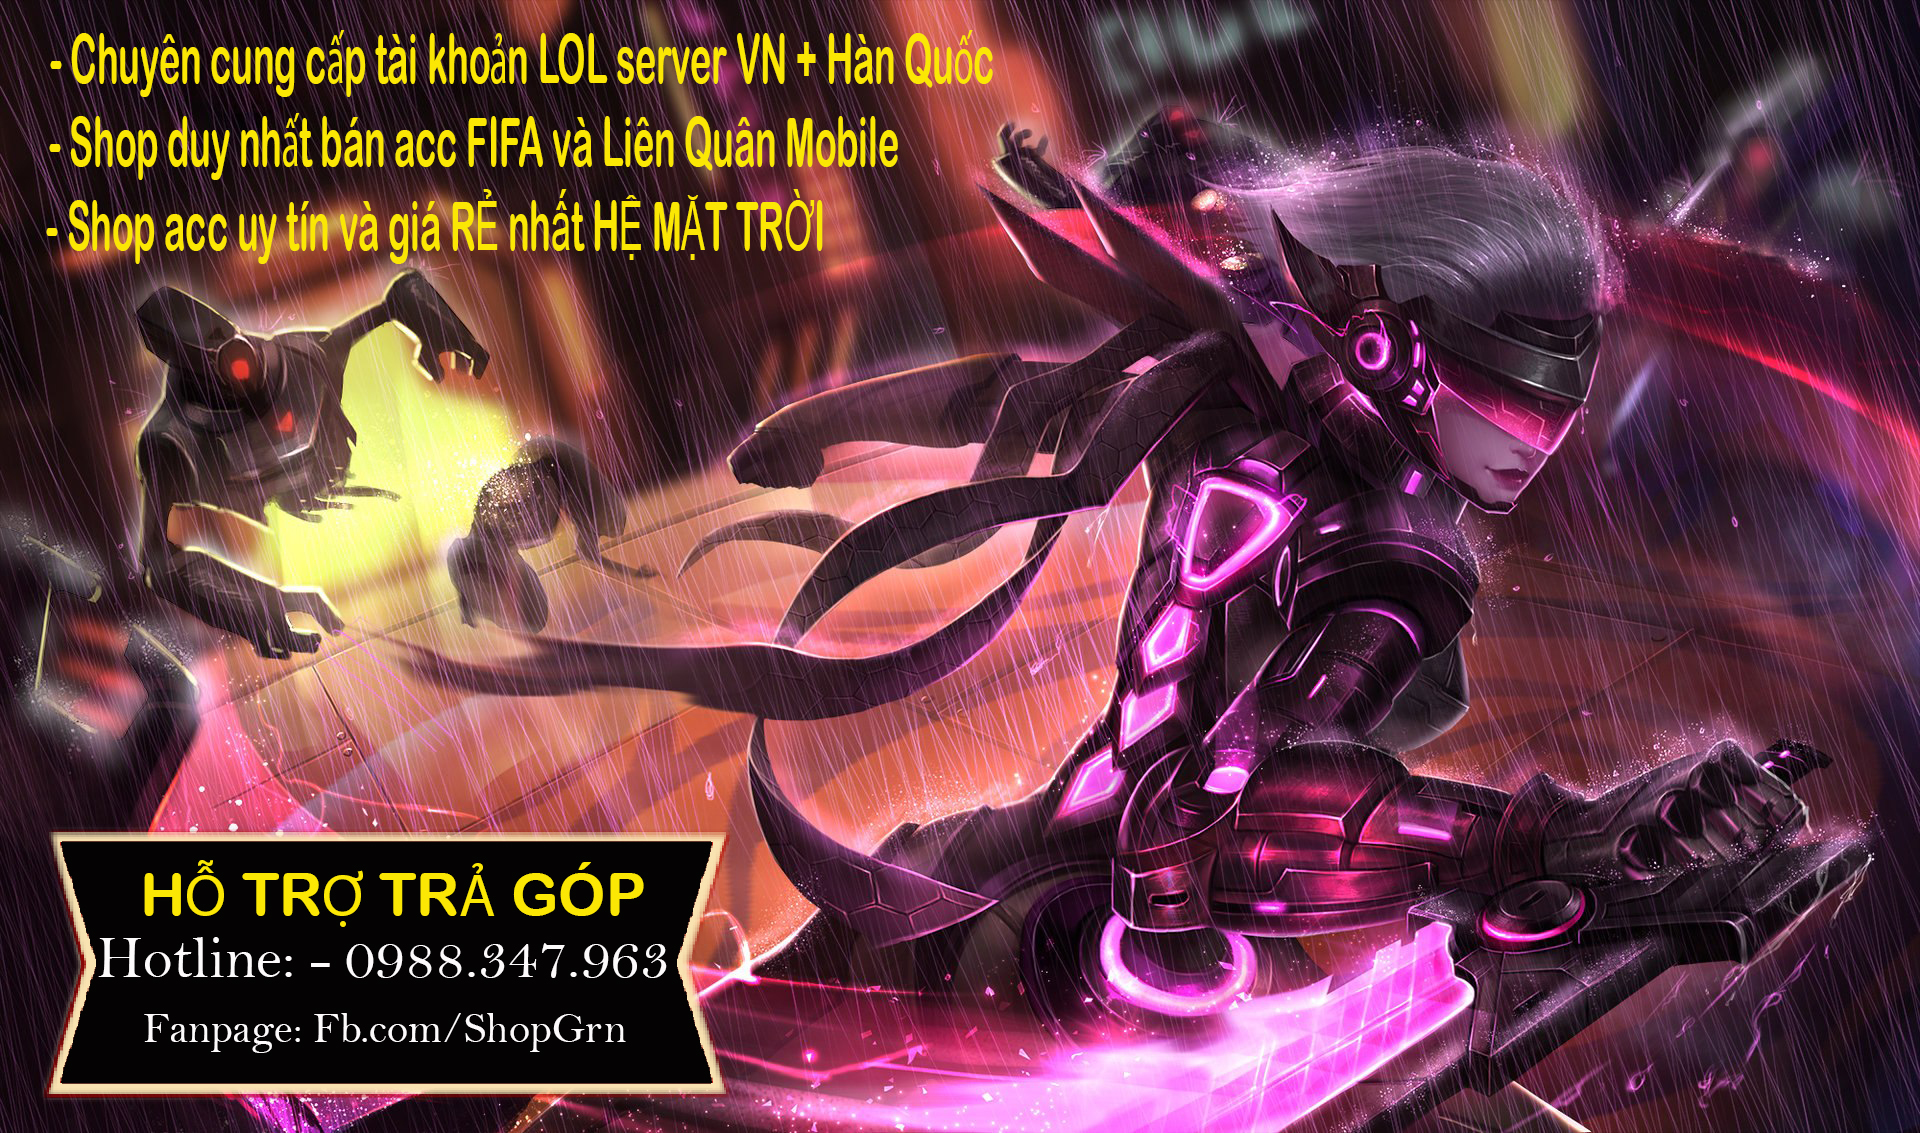 - Chuyên cung cấp tài khoản LOL server VN + Hàn Quốc
- Shop duy nhất bán acc FIFA và Liên Quân Mobile
- Shop acc uy tín và giá RẺ nhất HỆ MẶT TRỜI
HỖ TRỢ TRẢ GÓP
Hotline: - 0988.347.963
Fanpage: Fb.com/ShopGrn